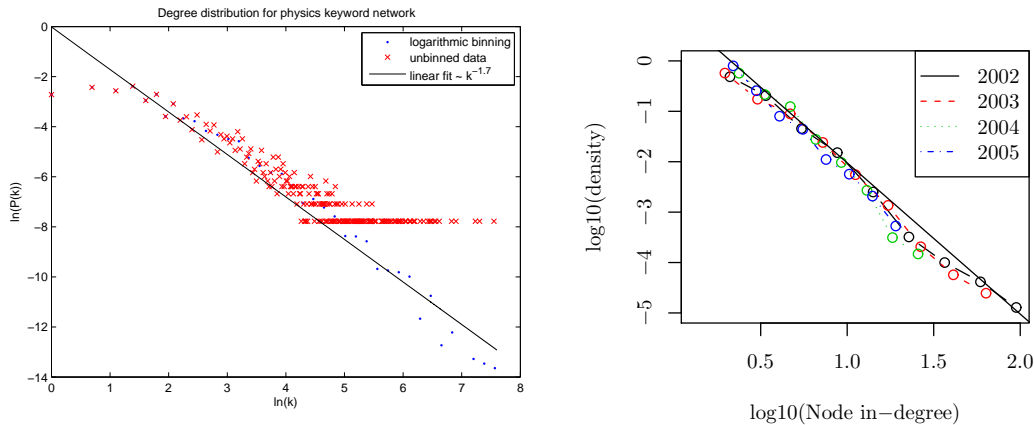 Degree distribution for physics keyword network
0
−2
−4
−6
−8
−10
−12
−14
ln(P(k))
0 1 2 3 4 5 6 7 8
ln(k)
logarithmic binning
unbinned data
linear fit ~ k^−1.7
0
−1
−2
−3
−4
−5
log10(density)
0.5 1.0 1.5 2.0
log10(Node in−degree)
2002
2003
2004
2005